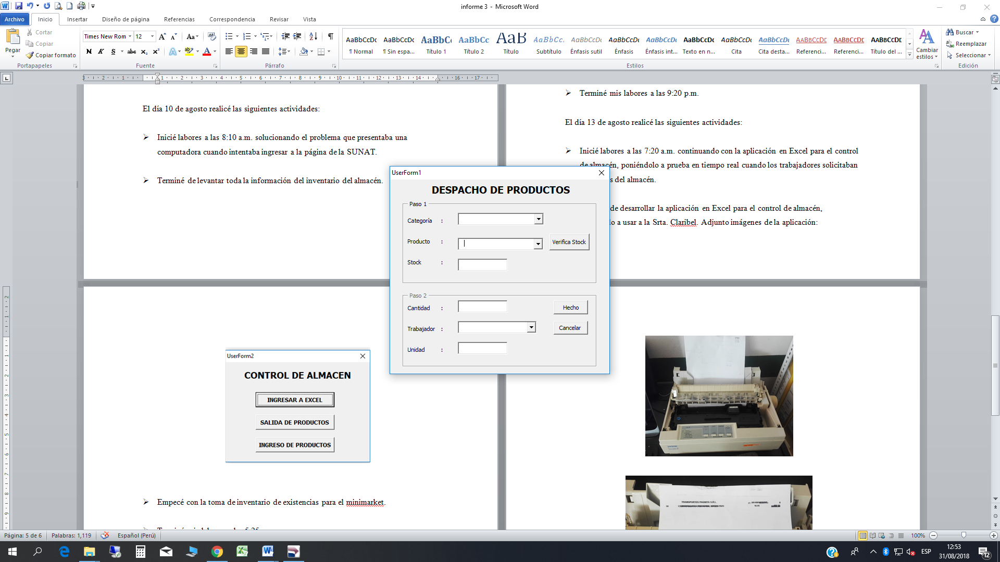 informe 3 - Microsoft Word
Archivo
Inicio
Insertar
Diseño de página
Referencias
Correspondencia
Revisar
Vista
Pegar
Cortar
Copiar
Copiar formato
Portapapeles
Times New Rom
12
Fuente
Párrafo
AaBbCcDc
¶ Normal
AaBbCcDc
¶ Sin espa...
AaBbC
Título 1
AaBbCc
Título 2
AaB
Título
AaBbCc.
Subtítulo
AaBbCcDc
Énfasis sutil
AaBbCcDc
Énfasis
AaBbCcDc
Énfasis int...
AaBbCcDc
Texto en n...
AaBbCcDc
Cita
AaBbCcDc
Cita desta...
AABBCCDE
Referenci...
AABBCCDE
Referenci...
AABBCCDE
Título del ...
Cambiar
estilos
Estilos
Buscar
Reemplazar
Seleccionar
Edición
El día 10 de agosto realicé las siguientes actividades:
Inicié labores a las 8:10 a.m. solucionando el problema que presentaba una
computadora cuando intentaba ingresar a la página de la SUNAT.
Terminé de levantar toda la información del inventario del almacén.
Terminé mis labores a las 9:20 p.m.
El día 13 de agosto realicé las siguientes actividades:
Inicié labores a las 7:20 a.m. continuando con la aplicación en Excel para el control
de almacén, poniéndolo a prueba en tiempo real cuando los trabajadores solicitaban
s del almacén.
de desarrollar la aplicación en Excel para el control de almacén,
o a usar a la Srta. Claribel. Adjunto imágenes de la aplicación:
UserForm1
DESPACHO DE PRODUCTOS
Paso 1
Categoría :
Producto :
Verifica Stock
Stock :
Paso 2
Cantidad :
Hecho
Trabajador :
Cancelar
Unidad :
UserForm2
CONTROL DE ALMACEN
INGRESAR A EXCEL
SALIDA DE PRODUCTOS
INGRESO DE PRODUCTOS
Empecé con la toma de inventario de existencias para el minimarket.
TRANSPORTES PAQUITA S.R.L.
Página: 5 de 6
Palabras: 1,119
Español (Perú)
100%
ESP
12:53
31/08/2018
12